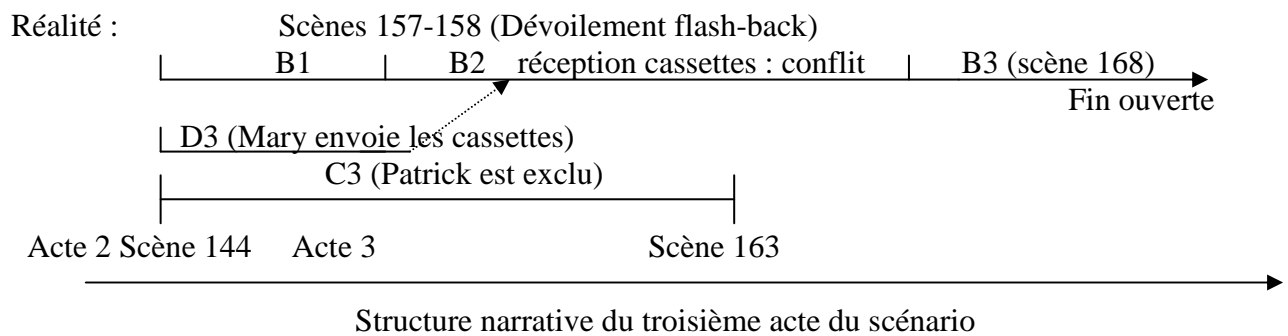 Réalité : Scènes 157-158 (Dévoilement flash-back)
B1 B2 réception cassettes : conflit B3 (scène 168)
Fin ouverte
D3 (Mary envoie les cassettes)
C3 (Patrick est exclu)
Acte 2 Scène 144 Acte 3 Scène 163
Structure narrative du troisième acte du scénario